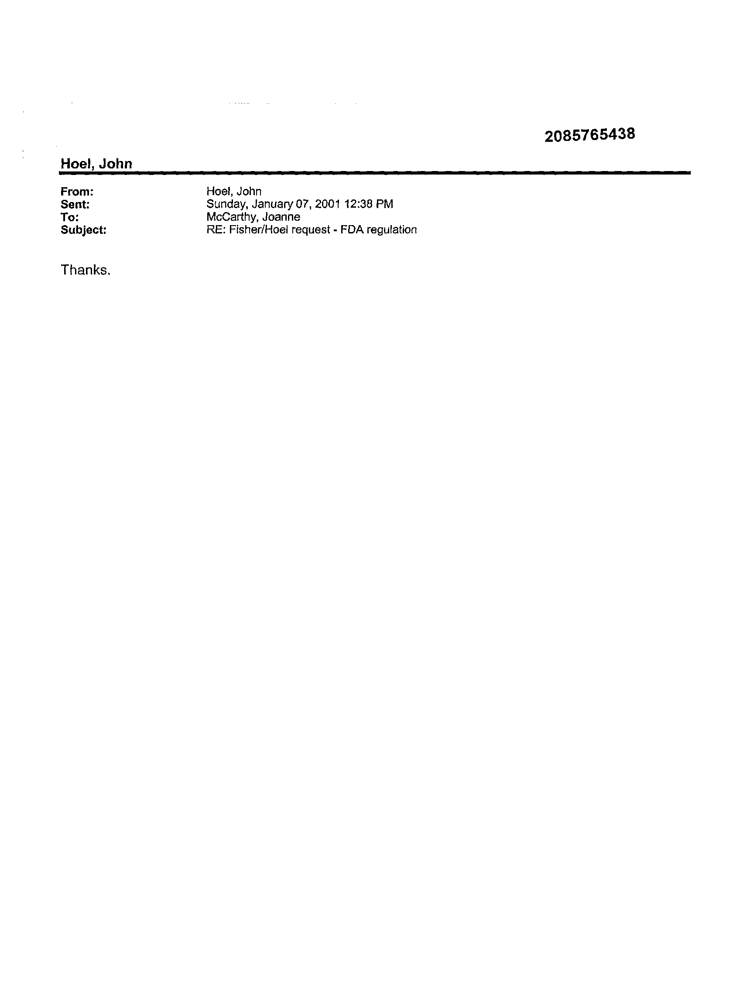 2085765438
Hoel, John
From: Hoel, John
Sent: Sunday, January 07, 2001 12:38 PM
To: McCarthy, Joanne
Subject: RE: Fisher/Hoel request - FDA regulation
Thanks.